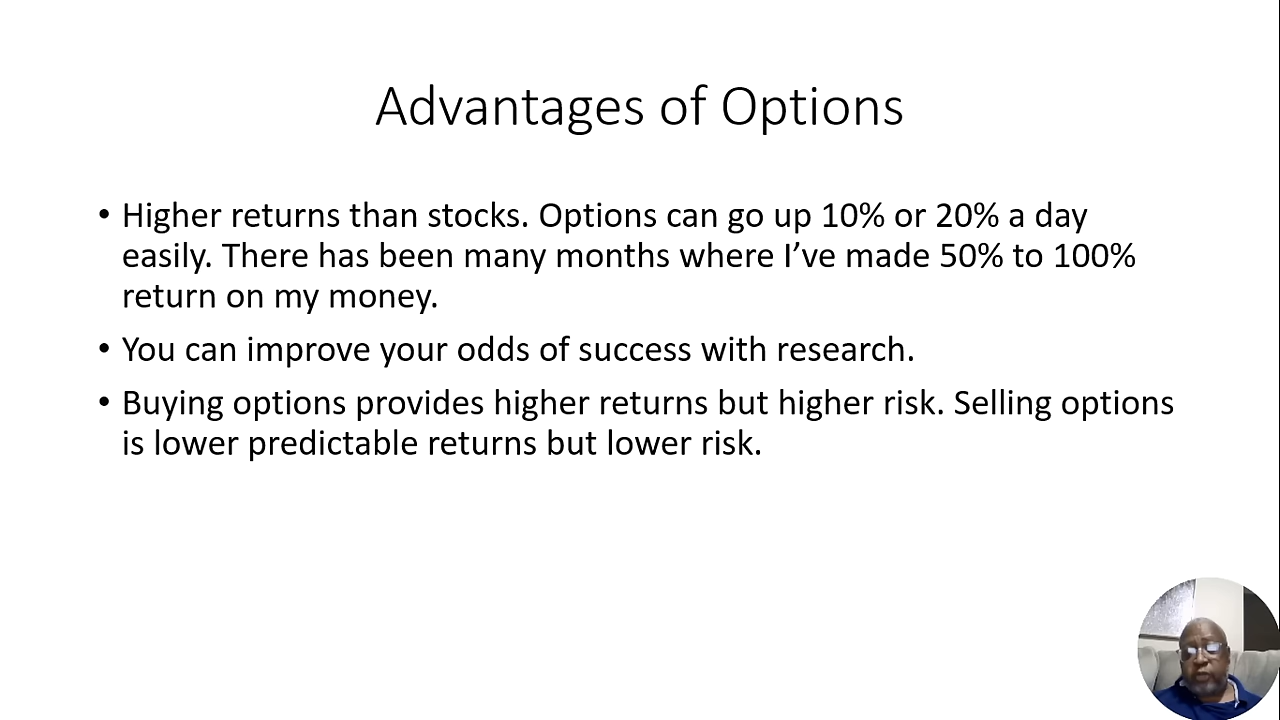 Advantages of Options
• Higher returns than stocks. Options can go up 10% or 20% a day
easily. There has been many months where I’ve made 50% to 100%
return on my money.
• You can improve your odds of success with research.
• Buying options provides higher returns but higher risk. Selling options
is lower predictable returns but lower risk.